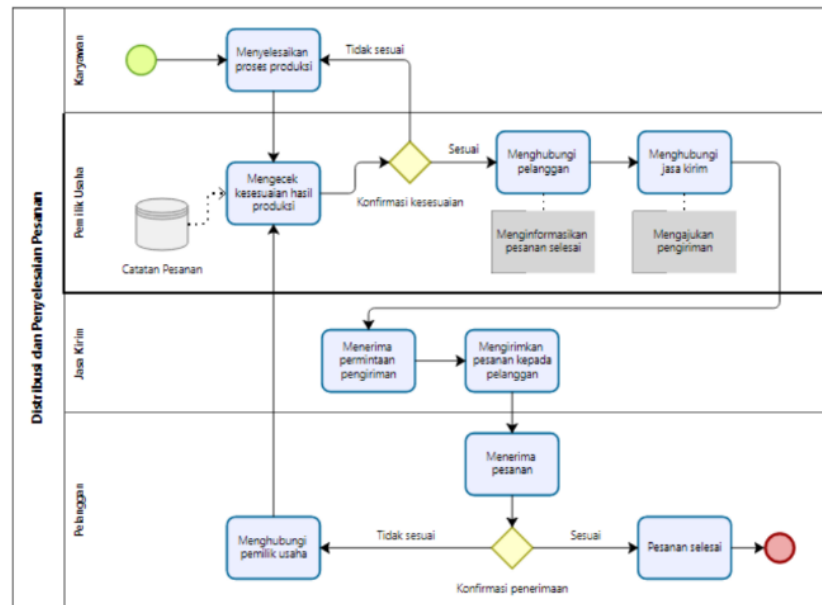 Distribusi dan Penyelesaian Pesanan
Karyawan
Menyelesaikan
proses produksi
Tidak sesuai
Pemilik Usaha
Mengecek
kesesuaian hasil
produksi
Catatan Pesanan
Konfirmasi kesesuaian
Sesuai
Menghubungi
pelanggan
Menghubungi
jasa kirim
Menginformasikan
pesanan selesai
Mengajukan
pengiriman
Jasa Kirim
Menerima
permintaan
pengiriman
Mengirimkan
pesanan kepada
pelanggan
Pelanggan
Menerima
pesanan
Menghubungi
pemilik usaha
Tidak sesuai
Konfirmasi penerimaan
Sesuai
Pesanan selesai